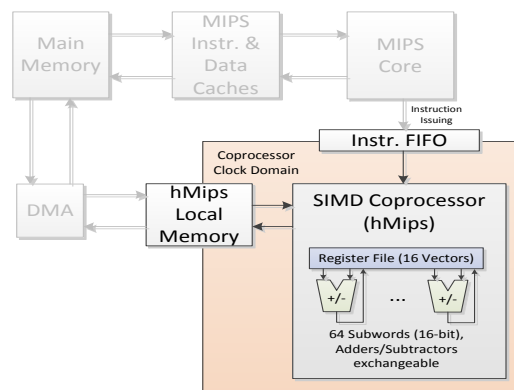 Main
Memory
MIPS
Instr. &
Data
Caches
MIPS
Core
Instruction
Issuing
Instr. FIFO
Coprocessor
Clock Domain
DMA
hMips
Local
Memory
SIMD Coprocessor
(hMips)
Register File (16 Vectors)
+/-
...
+/-
64 Subwords (16-bit),
Adders/Subtractors
exchangeable